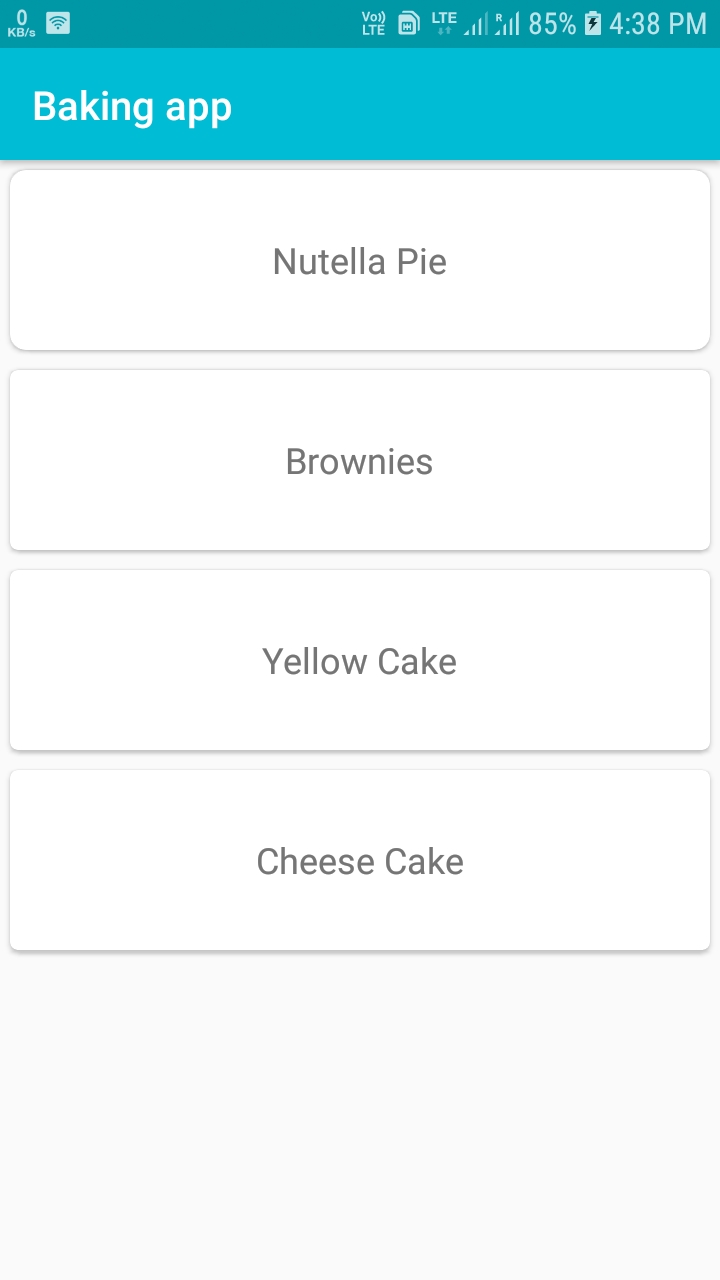 0 KB/s Vo)) LTE LTE R 85% 4:38 PM
Baking app
Nutella Pie
Brownies
Yellow Cake
Cheese Cake